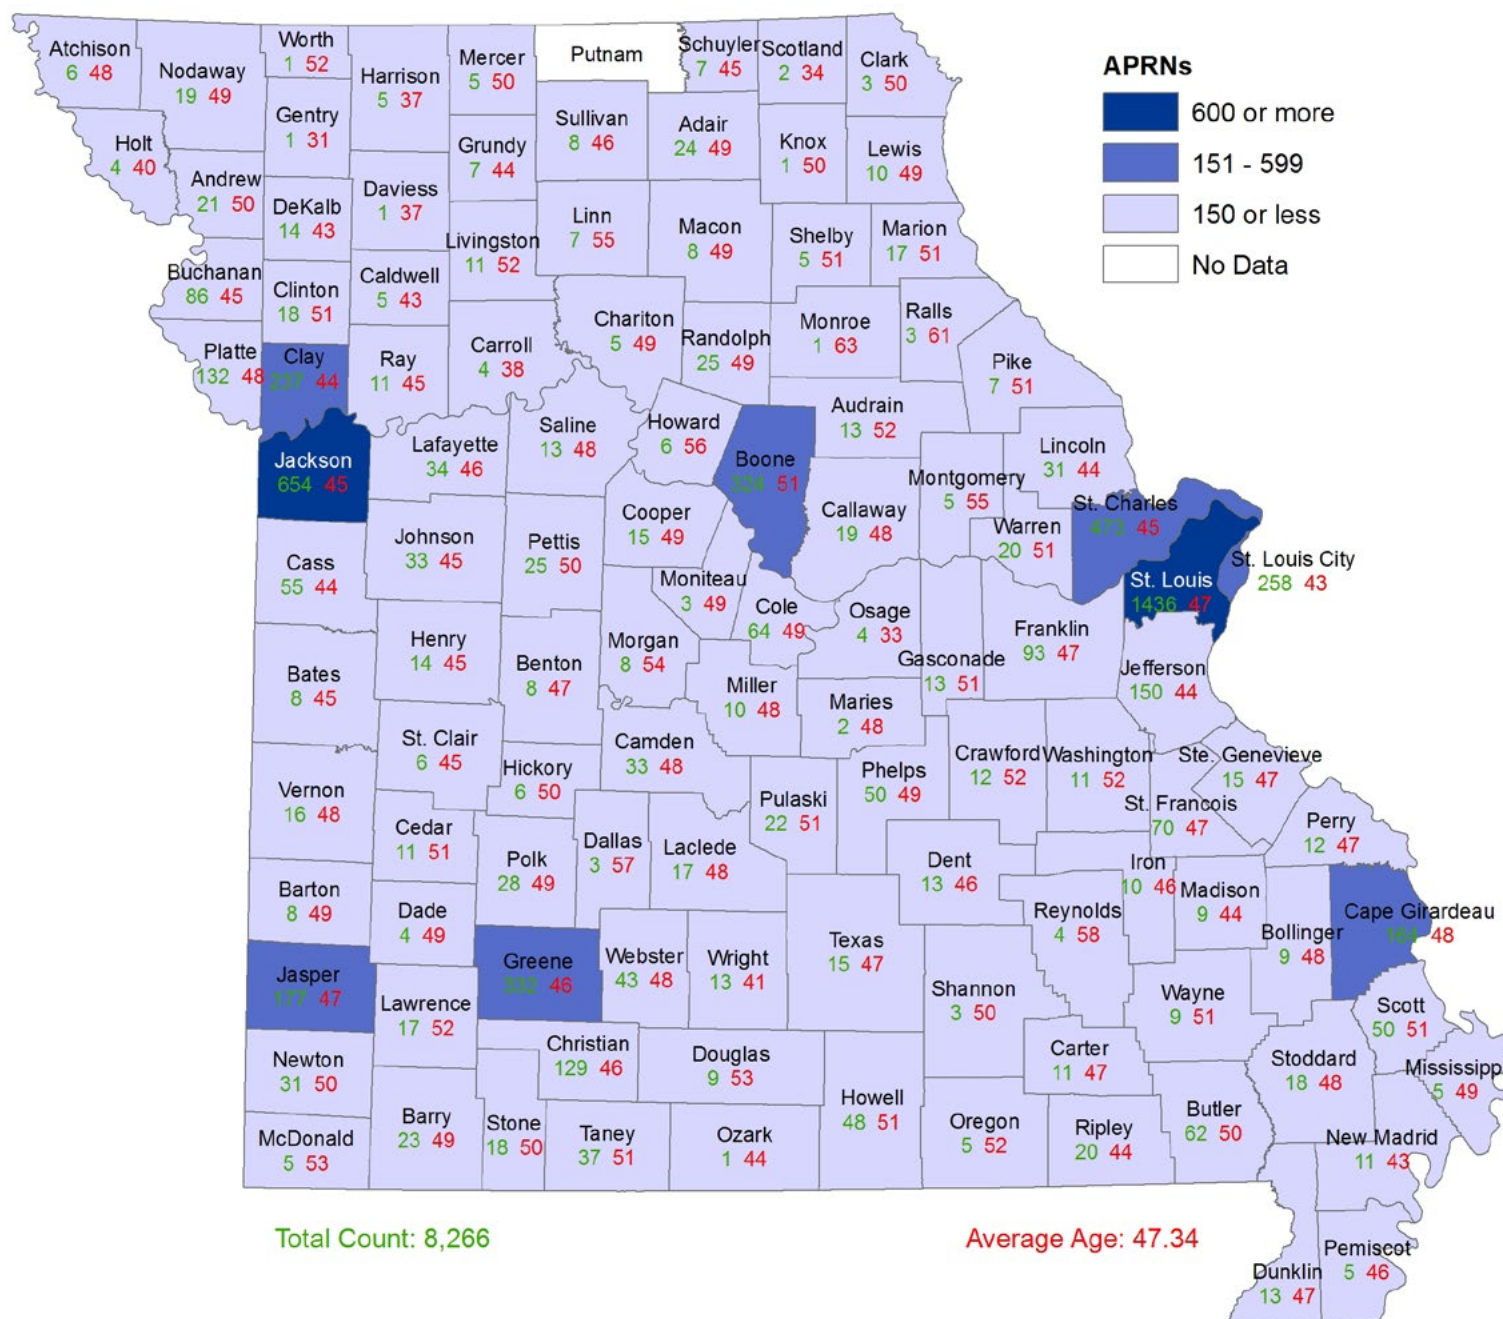 Atchison
6 48
Nodaway
19 49
Worth
1 52
Harrison
5 37
Mercer
5 50
Putnam
Schuyler
7 45
Scotland
2 34
Clark
3 50
APRNs
600 or more
151 - 599
150 or less
No Data
Holt
4 40
Gentry
1 31
Grundy
7 44
Sullivan
8 46
Adair
24 49
Knox
1 50
Lewis
10 49
Andrew
21 50
DeKalb
14 43
Daviess
1 37
Livingston
11 52
Linn
7 55
Macon
8 49
Shelby
5 51
Marion
17 51
Buchanan
86 45
Clinton
18 51
Caldwell
5 43
Chariton
5 49
Randolph
25 49
Monroe
1 63
Ralls
3 61
Platte
132 48
Clay
237 44
Ray
11 45
Carroll
4 38
Pike
7 51
Audrain
13 52
Jackson
654 45
Lafayette
34 46
Saline
13 48
Howard
6 56
Boone
324 51
Lincoln
31 44
Montgomery
5 55
Callaway
19 48
Warren
20 51
St. Charles
473 45
St. Louis City
258 43
St. Louis
1436 47
Cass
55 44
Johnson
33 45
Pettis
25 50
Cooper
15 49
Moniteau
3 49
Cole
64 49
Osage
4 33
Gasconade
13 51
Franklin
93 47
Jefferson
150 44
Bates
8 45
Henry
14 45
Benton
8 47
Morgan
8 54
Miller
10 48
Maries
2 48
St. Clair
6 45
Hickory
6 50
Camden
33 48
Pulaski
22 51
Phelps
50 49
Crawford
12 52
Washington
11 52
Ste. Genevieve
15 47
St. Francois
70 47
Perry
12 47
Vernon
16 48
Cedar
11 51
Polk
28 49
Dallas
3 57
Laclede
17 48
Dent
13 46
Iron
10 46
Madison
9 44
Barton
8 49
Dade
4 49
Reynolds
4 58
Bollinger
9 48
Cape Girardeau
164 48
Jasper
177 47
Greene
332 46
Webster
43 48
Wright
13 41
Texas
15 47
Shannon
3 50
Wayne
9 51
Scott
50 51
Lawrence
17 52
Newton
31 50
Christian
129 46
Douglas
9 53
Howell
48 51
Carter
11 47
Stoddard
18 48
Mississipp
5 49
McDonald
5 53
Barry
23 49
Stone
18 50
Taney
37 51
Ozark
1 44
Oregon
5 52
Ripley
20 44
Butler
62 50
New Madrid
11 43
Total Count: 8,266
Average Age: 47.34
Dunklin
13 47
Pemiscot
5 46